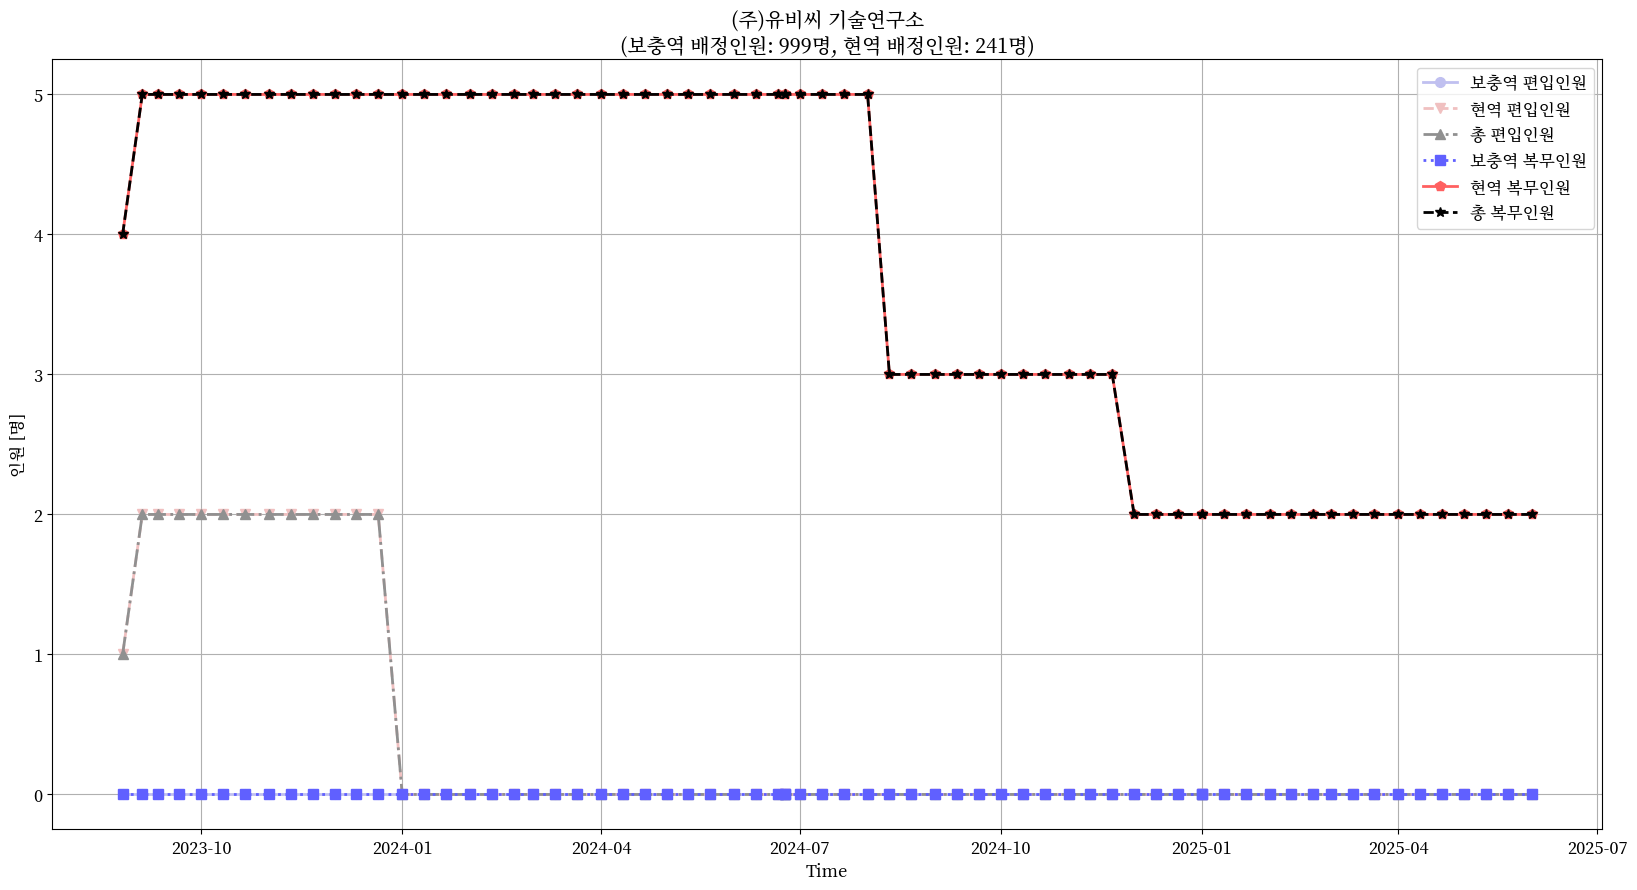 (주)유비씨 기술연구소
(보충역 배정인원: 999명, 현역 배정인원: 241명)
보충역 편입인원
현역 편입인원
총 편입인원
보충역 복무인원
현역 복무인원
총 복무인원
인원 [명]
5
4
3
2
1
0
2023-10
2024-01
2024-04
2024-07
2024-10
2025-01
2025-04
2025-07
Time